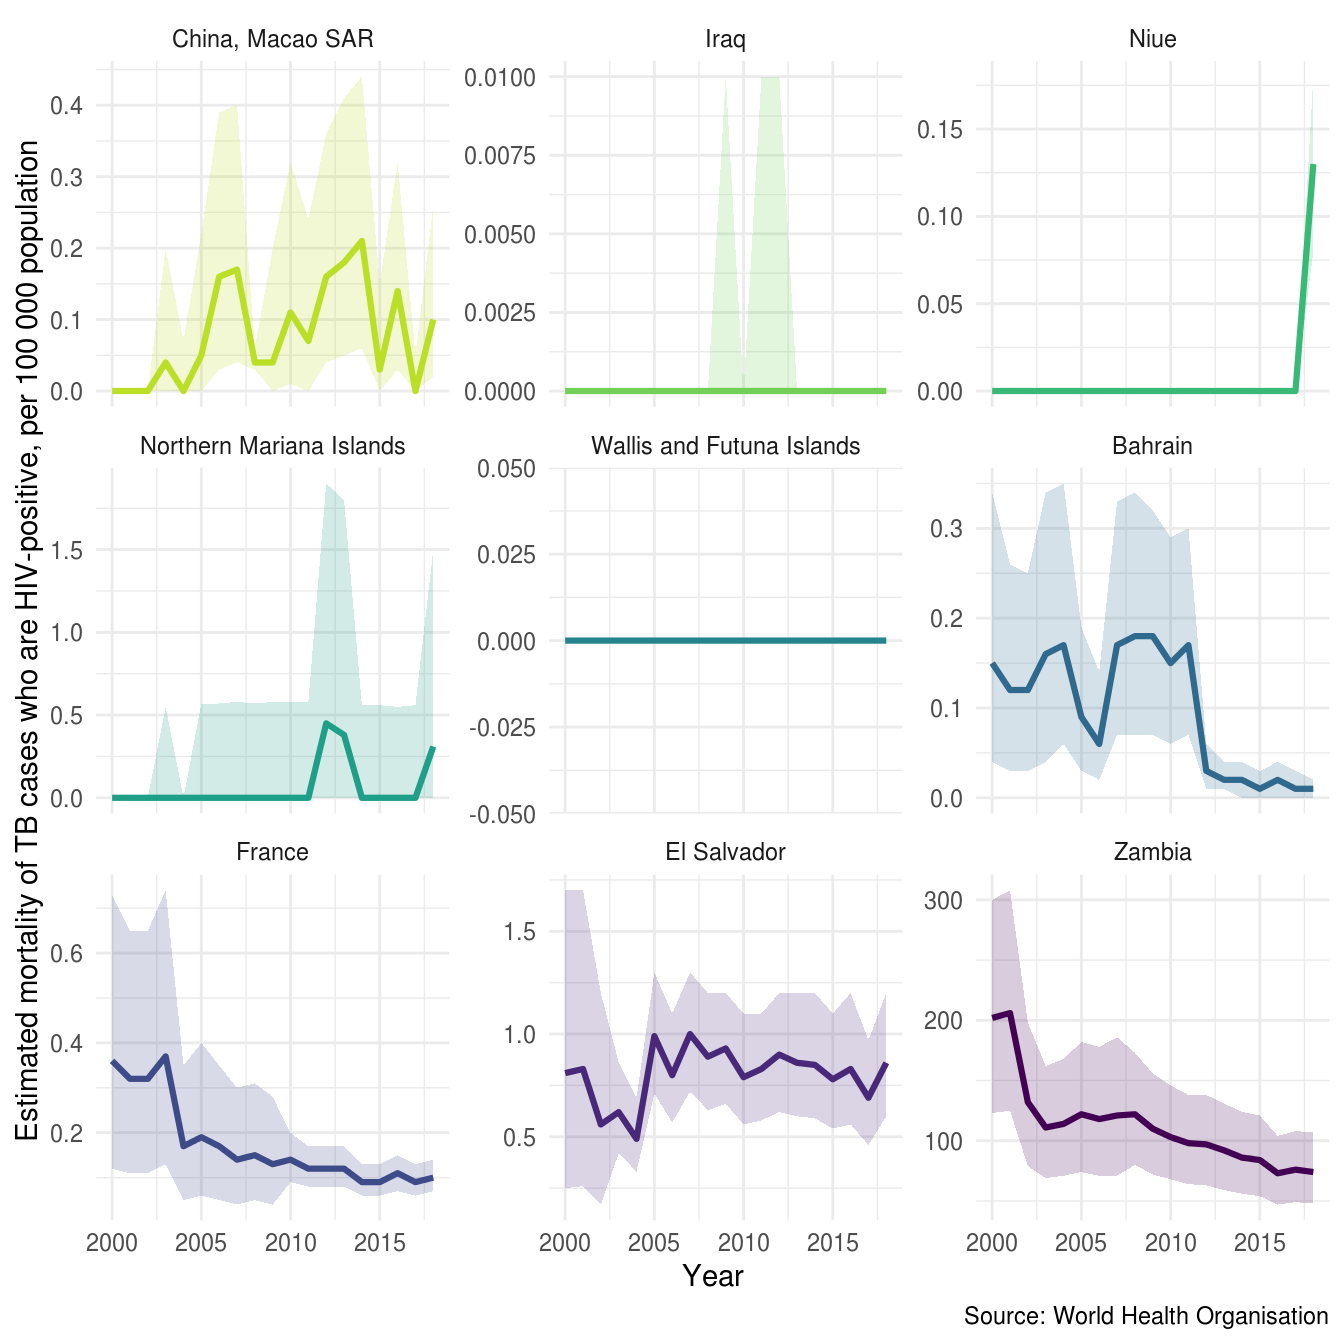 China, Macao SAR
Iraq
Niue
0.4
0.3
0.2
0.1
0.0
0.0100
0.0075
0.0050
0.0025
0.0000
0.15
0.10
0.05
0.00
Northern Mariana Islands
Wallis and Futuna Islands
Bahrain
1.5
1.0
0.5
0.0
0.050
0.025
0.000
-0.025
-0.050
0.3
0.2
0.1
0.0
France
El Salvador
Zambia
0.6
0.4
0.2
1.5
1.0
0.5
300
200
100
2000 2005 2010 2015
2000 2005 2010 2015
2000 2005 2010 2015
Year
Estimated mortality of TB cases who are HIV-positive, per 100 000 population
Source: World Health Organisation